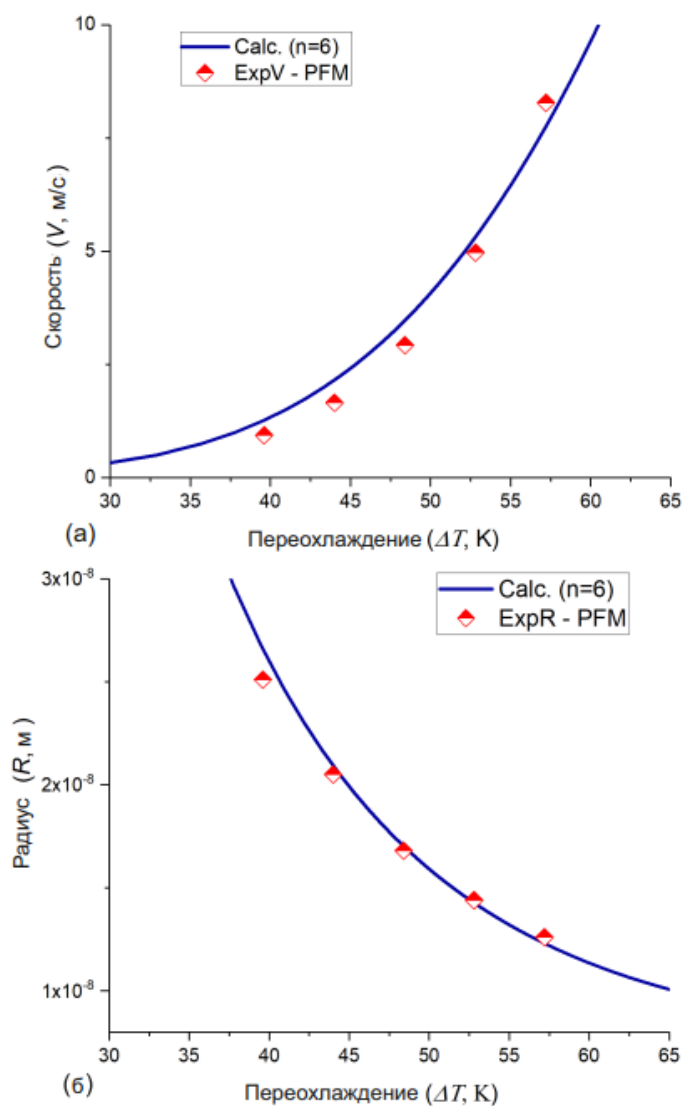 10
Calc. (n=6)
ExpV - PFM
Скорость (V, м/с)
5
0
30 35 40 45 50 55 60 65
(а) Переохлаждение (ΔT, K)
3x10⁻⁸
Calc. (n=6)
ExpR - PFM
Радиус (R, м)
2x10⁻⁸
1x10⁻⁸
30 35 40 45 50 55 60 65
(б) Переохлаждение (ΔT, K)